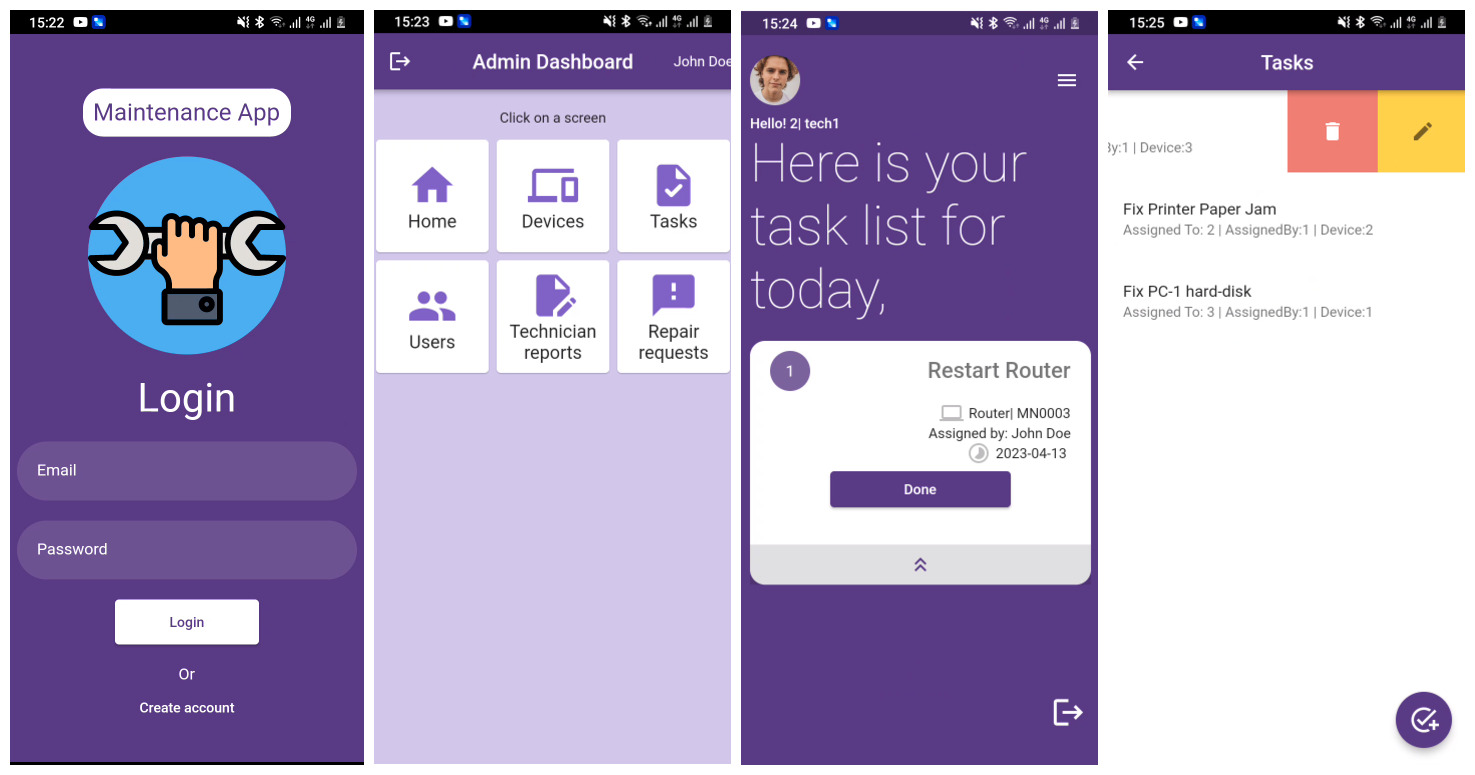 15:22
4G
Maintenance App
Login
Email
Password
Login
Or
Create account
15:23
4G
Admin Dashboard
John Doe
Click on a screen
Home
Devices
Tasks
Users
Technician
reports
Repair
requests
15:24
4G
Hello! 2| tech1
Here is your
task list for
today,
1
Restart Router
Router| MN0003
Assigned by: John Doe
2023-04-13
Done
15:25
4G
Tasks
By:1 | Device:3
Fix Printer Paper Jam
Assigned To: 2 | AssignedBy:1 | Device:2
Fix PC-1 hard-disk
Assigned To: 3 | AssignedBy:1 | Device:1